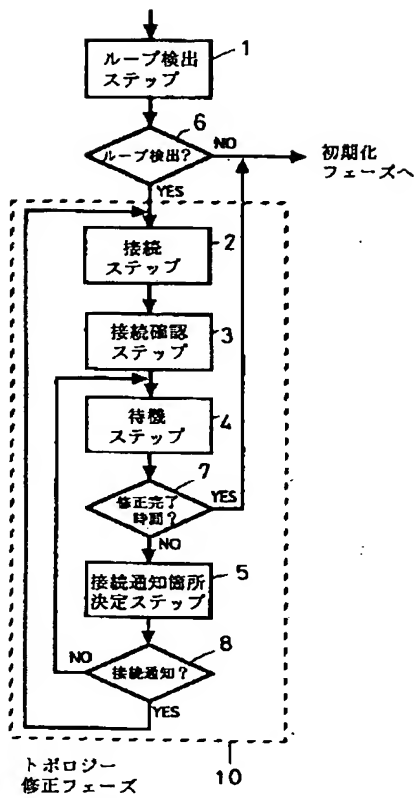 ループ検出
ステップ
1
6
ループ検出?
NO
初期化
フェーズへ
YES
接続
ステップ
2
接続確認
ステップ
3
待機
ステップ
4
7
修正完了
時間?
YES
NO
5
接続通知箇所
決定ステップ
8
NO
接続通知?
YES
トポロジー
修正フェーズ
10